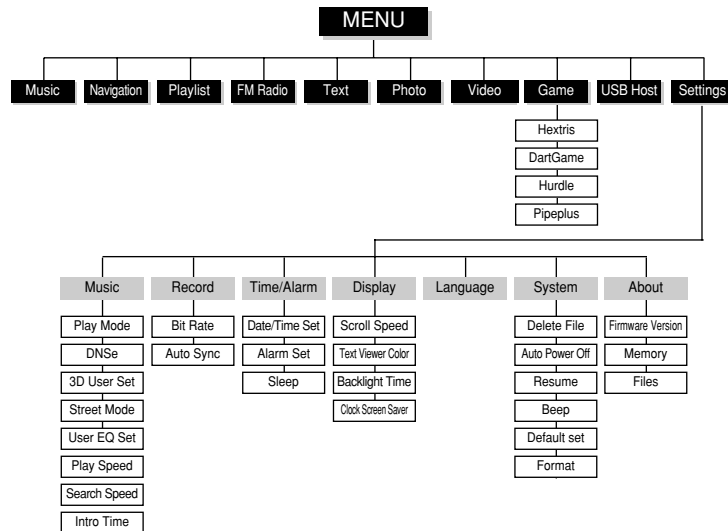 MENU
Music Navigation Playlist FM Radio Text Photo Video Game USB Host Settings
Hextris
DartGame
Hurdle
Pipeplus
Music Record Time/Alarm Display Language System About
Play Mode Bit Rate Date/Time Set Scroll Speed Delete File Firmware Version
DNSe Auto Sync Alarm Set Text Viewer Color Auto Power Off Memory
3D User Set Sleep Backlight Time Resume Files
Street Mode Clock Screen Saver Beep
User EQ Set Default set
Play Speed Format
Search Speed
Intro Time